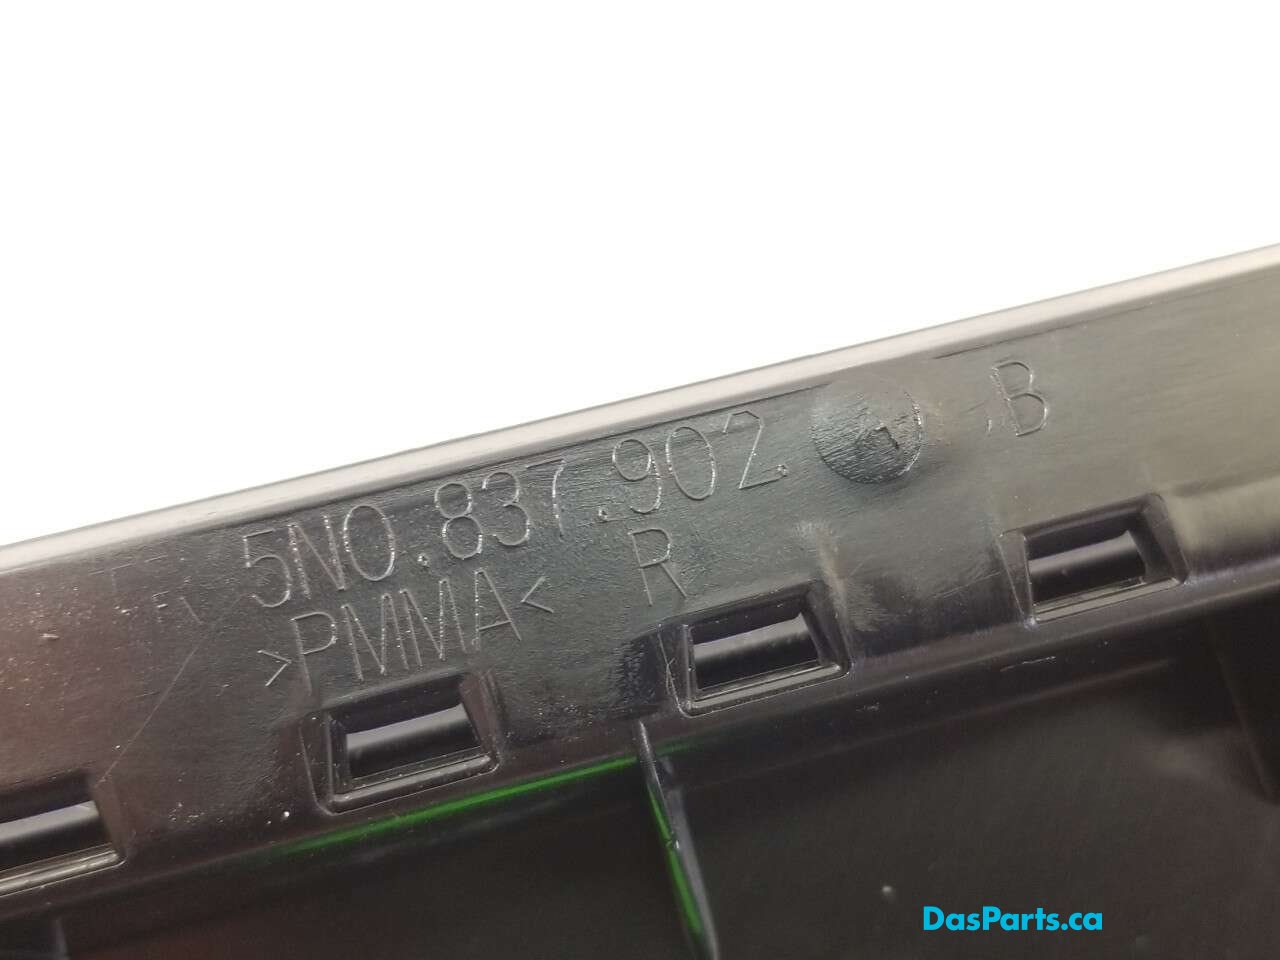 5N0.837.902. B
>PMMA< R
DasParts.ca